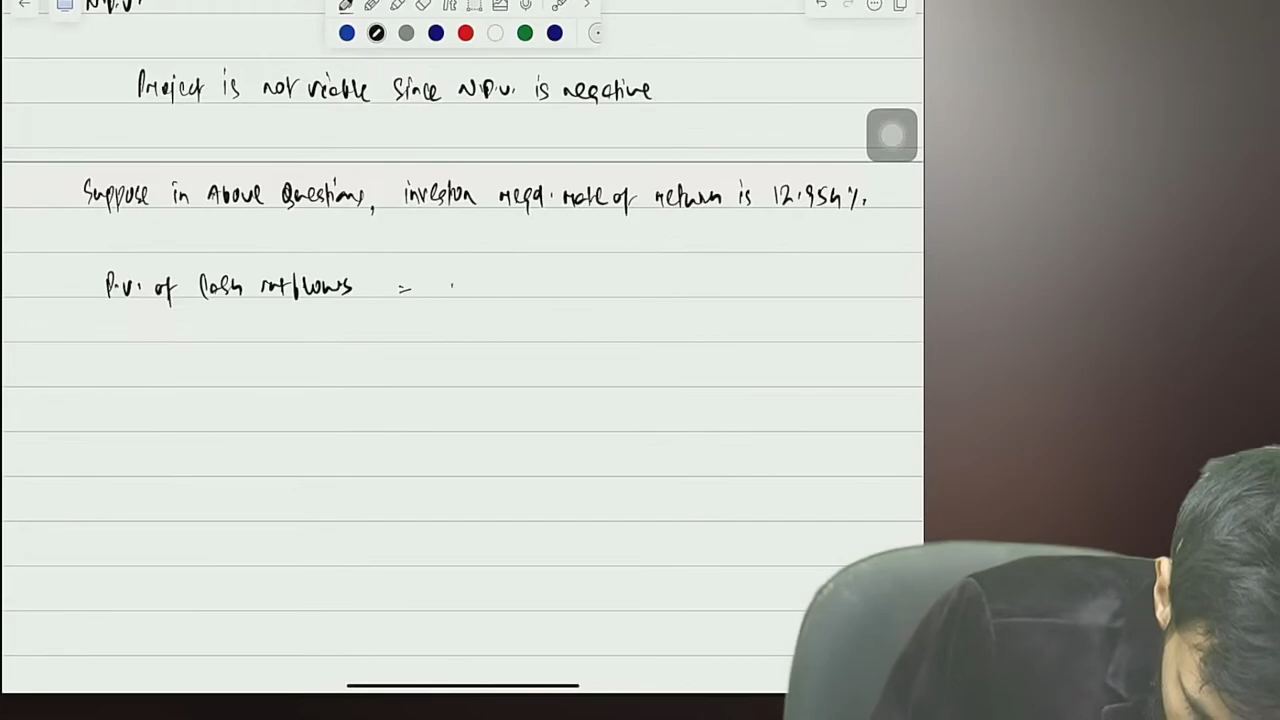 N.P.V.
Project is not viable since N.P.V. is negative
Suppose in Above Questions, investor reqd. rate of return is 12.954%.
P.V. of Cash outflows =